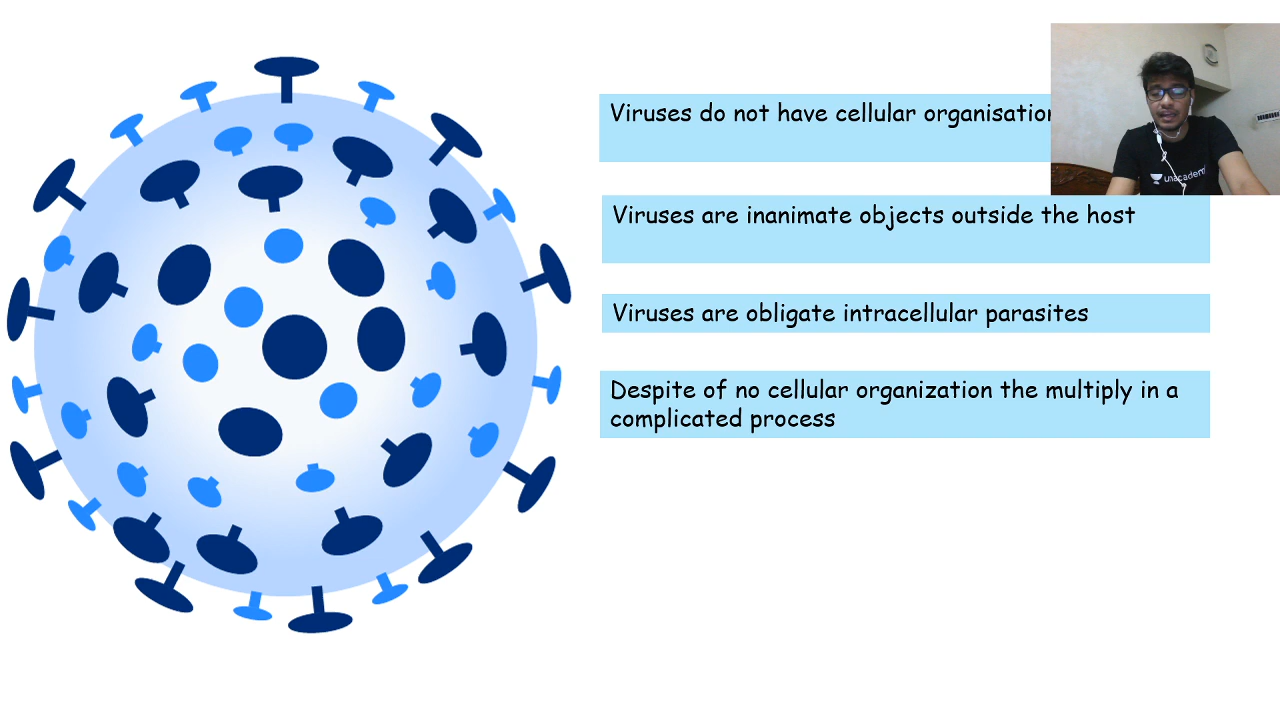 Viruses do not have cellular organisation
Viruses are inanimate objects outside the host
Viruses are obligate intracellular parasites
Despite of no cellular organization the multiply in a
complicated process
unacademy